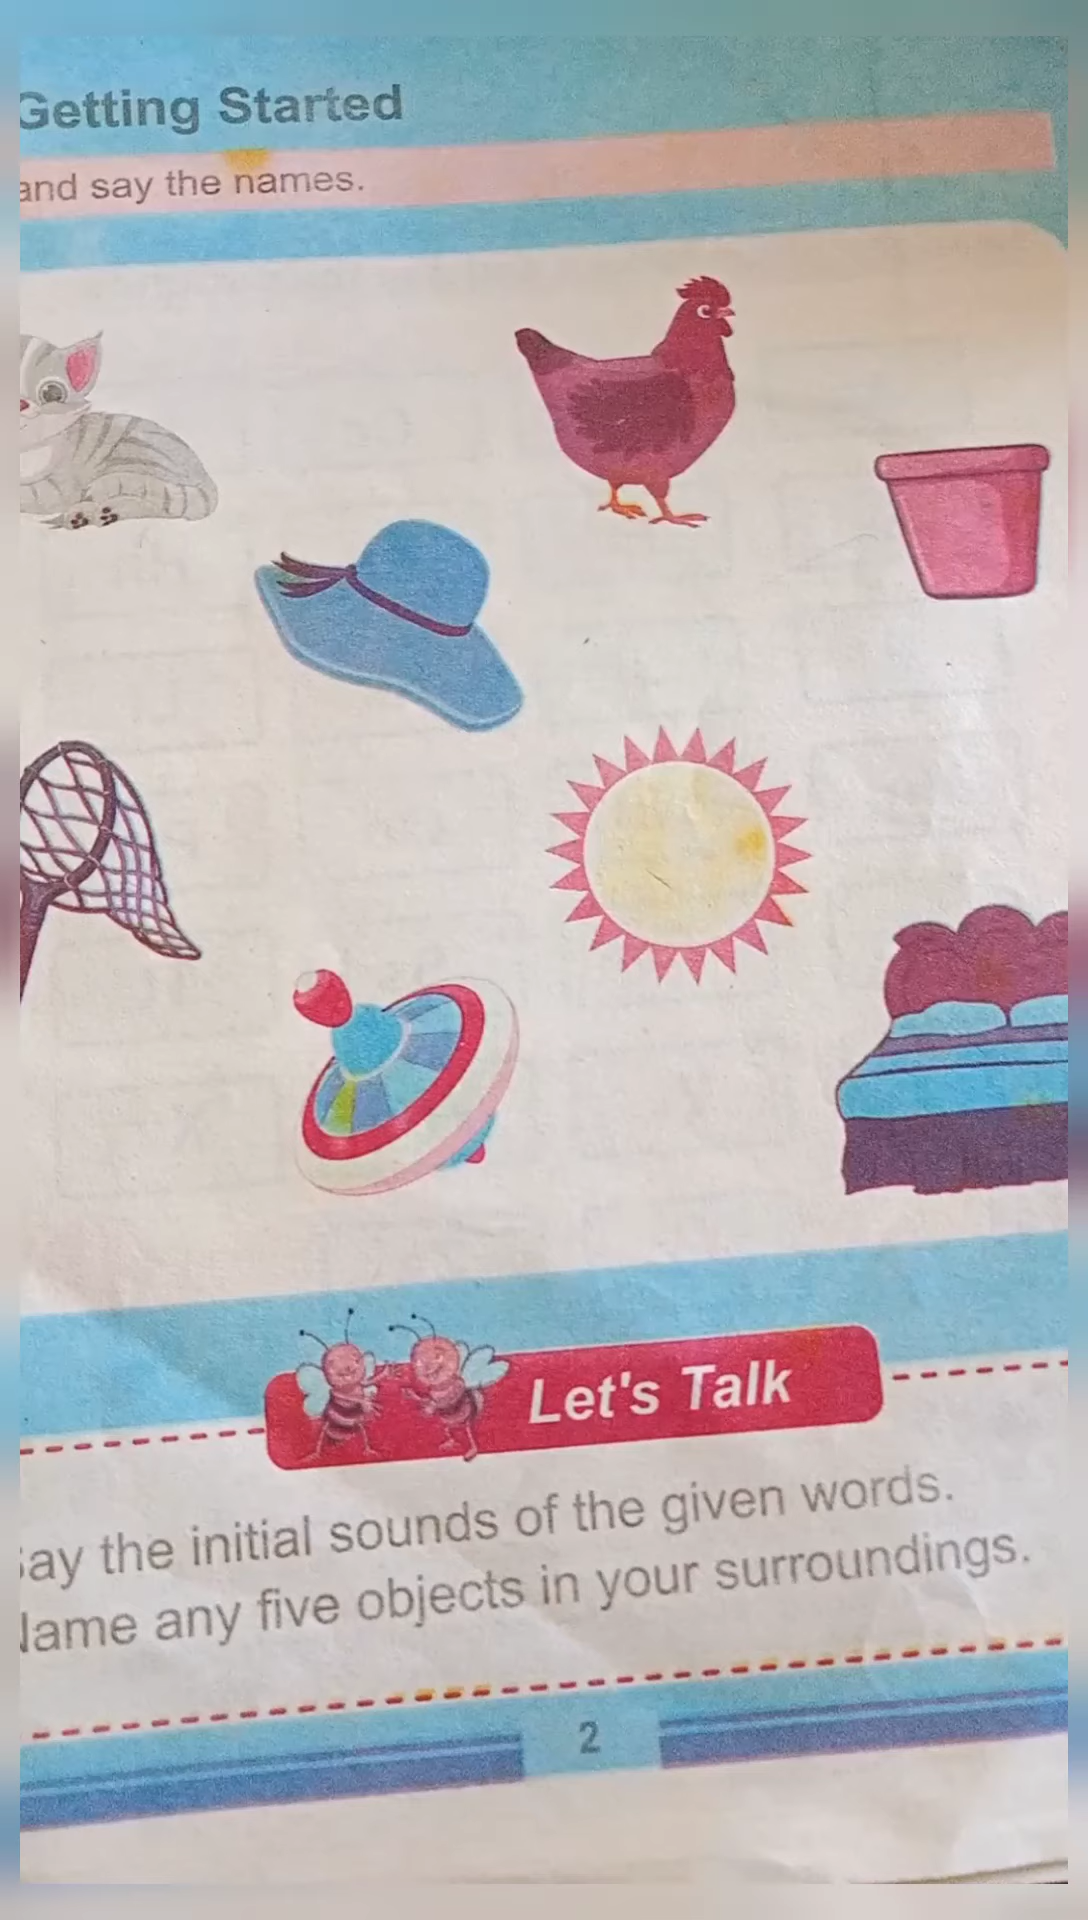 Getting Started
and say the names.
Let's Talk
ay the initial sounds of the given words.
ame any five objects in your surroundings.
2